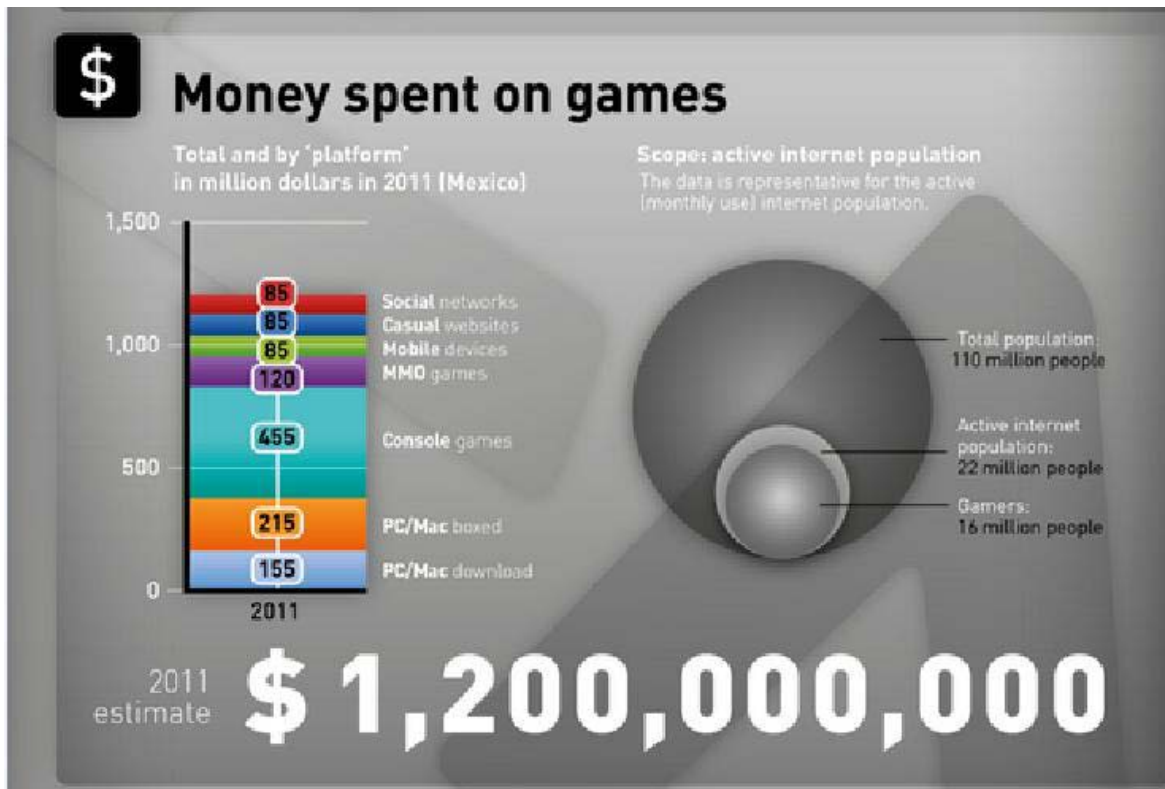 $
Money spent on games
Total and by 'platform'
in million dollars in 2011 (Mexico)
1,500
1,000
500
0
85
85
85
120
455
215
155
Social networks
Casual websites
Mobile devices
MMO games
Console games
PC/Mac boxed
PC/Mac download
2011
Scope: active internet population
The data is representative for the active
(monthly use) internet population.
Total population:
110 million people
Active internet
population:
22 million people
Gamers:
16 million people
2011
estimate
$ 1,200,000,000